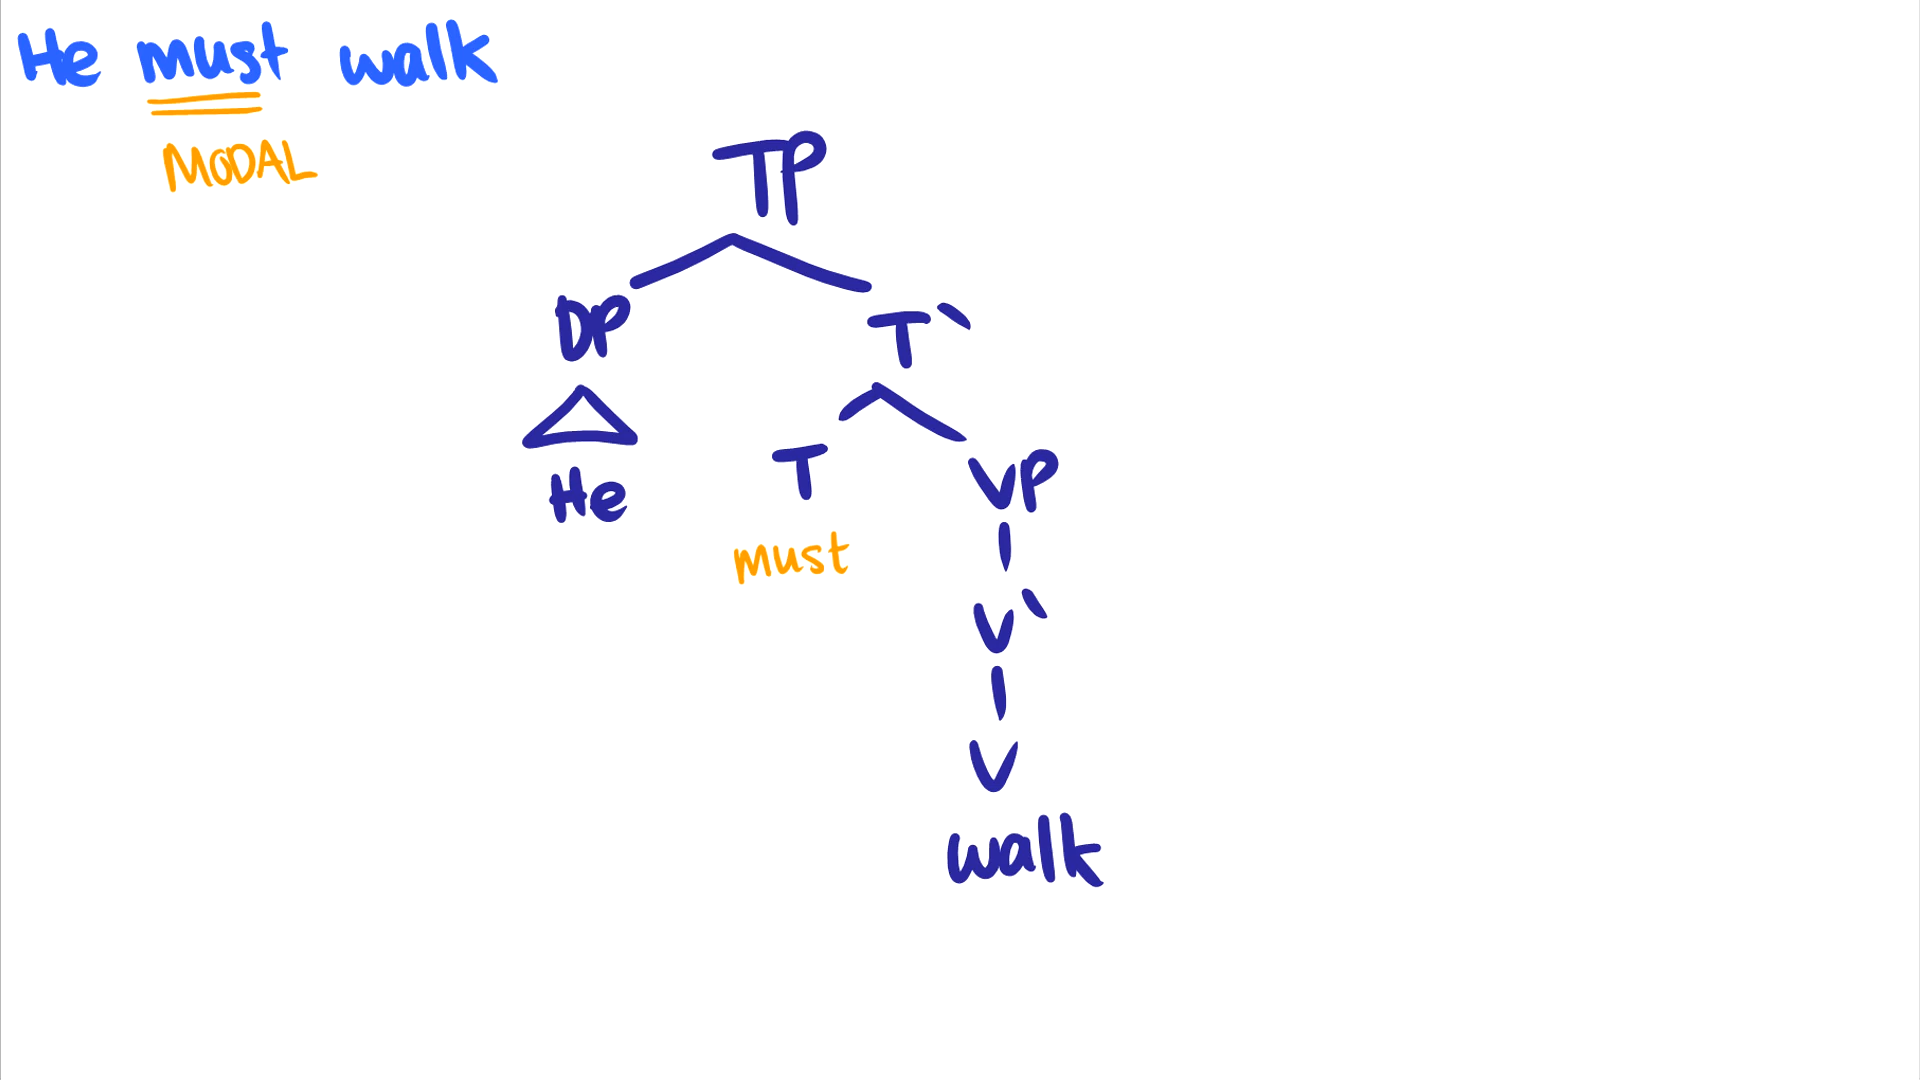 He must walk
MODAL
TP
DP T`
He
T VP
must
V`
V
walk